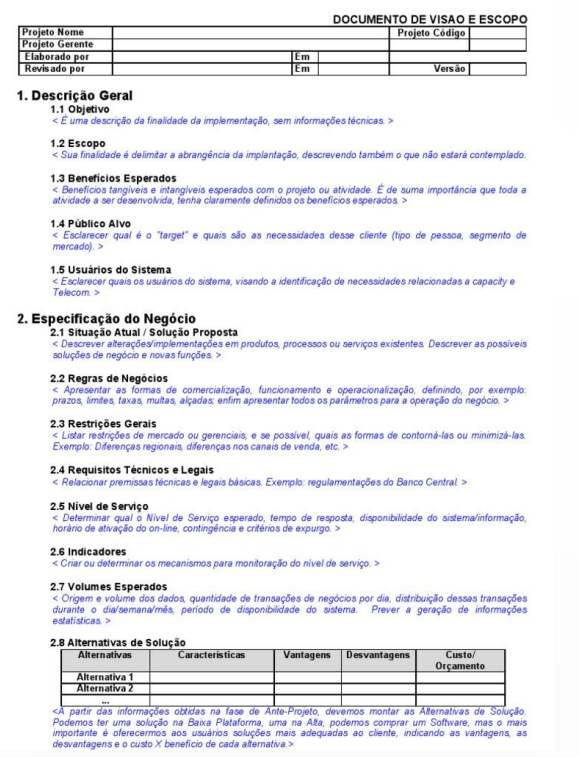 DOCUMENTO DE VISAO E ESCOPO
Projeto Nome Projeto Código
Projeto Gerente
Elaborado por Em
Revisado por Em Versão
1. Descrição Geral
1.1 Objetivo
< É uma descrição da finalidade da implementação, sem informações técnicas. >
1.2 Escopo
< Sua finalidade é delimitar a abrangência da implantação, descrevendo também o que não estará contemplado.
1.3 Benefícios Esperados
< Benefícios tangíveis e intangíveis esperados com o projeto ou atividade. É de suma importância que toda a
atividade a ser desenvolvida, tenha claramente definidos os benefícios esperados. >
1.4 Público Alvo
< Esclarecer qual é o "target" e quais são as necessidades desse cliente (tipo de pessoa, segmento de
mercado). >
1.5 Usuários do Sistema
< Esclarecer quais os usuários do sistema, visando a identificação de necessidades relacionadas a capacity e
Telecom. >
2. Especificação do Negócio
2.1 Situação Atual / Solução Proposta
< Descrever alterações/implementações em produtos, processos ou serviços existentes. Descrever as possíveis
soluções de negócio e novas funções. >
2.2 Regras de Negócios
< Apresentar as formas de comercialização, funcionamento e operacionalização, definindo, por exemplo:
prazos, limites, taxas, multas, alçadas; enfim apresentar todos os parâmetros para a operação do negócio. >
2.3 Restrições Gerais
< Listar restrições de mercado ou gerenciais, e se possível, quais as formas de contorná-las ou minimizá-las.
Exemplo: Diferenças regionais, diferenças nos canais de venda, etc. >
2.4 Requisitos Técnicos e Legais
< Relacionar premissas técnicas e legais básicas. Exemplo: regulamentações do Banco Central. >
2.5 Nível de Serviço
< Determinar qual o Nível de Serviço esperado, tempo de resposta, disponibilidade do sistema/informação,
horário de ativação do on-line, contingência e critérios de expurgo. >
2.6 Indicadores
< Criar ou determinar os mecanismos para monitoração do nível de serviço. >
2.7 Volumes Esperados
< Origem e volume dos dados, quantidade de transações de negócios por dia, distribuição dessas transações
durante o dia/semana/mês, período de disponibilidade do sistema. Prever a geração de informações
estatísticas. >
2.8 Alternativas de Solução
Alternativas Características Vantagens Desvantagens Custo/
Orçamento
Alternativa 1
Alternativa 2
...
<A partir das informações obtidas na fase de Ante-Projeto, devemos montar as Alternativas de Solução.
Podemos ter uma solução na Baixa Plataforma, uma na Alta, podemos comprar um Software, mas o mais
importante é oferecermos aos usuários soluções mais adequadas ao cliente, indicando as vantagens, as
desvantagens e o custo X benefício de cada alternativa.>